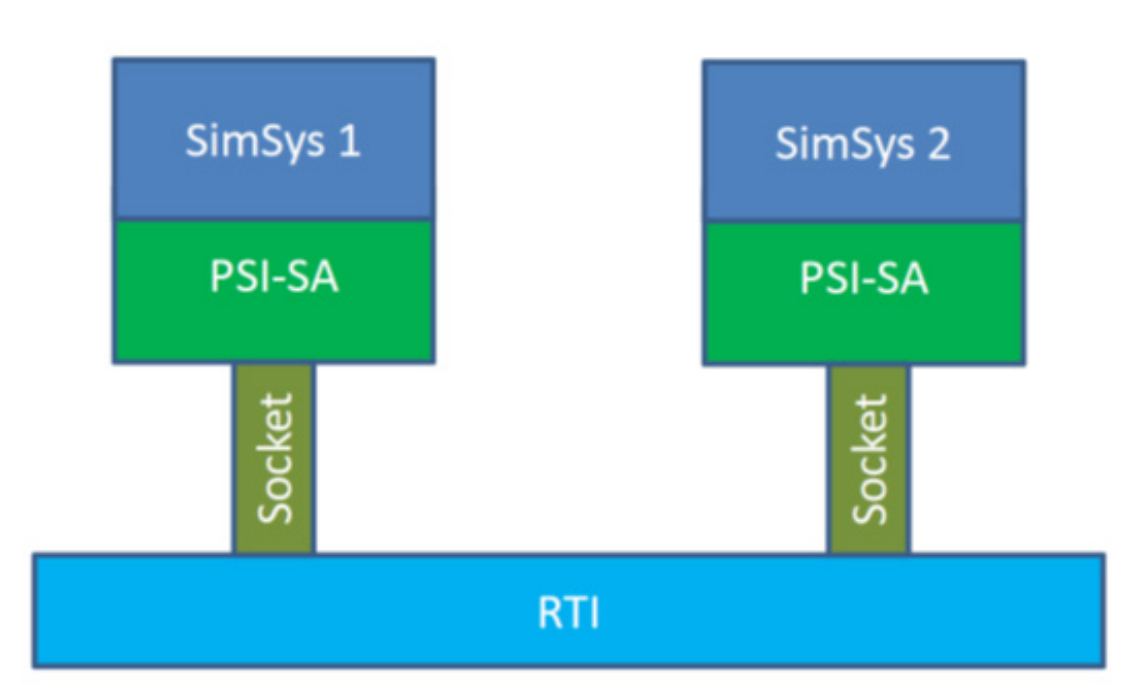 SimSys 1
SimSys 2
PSI-SA
PSI-SA
Socket
Socket
RTI